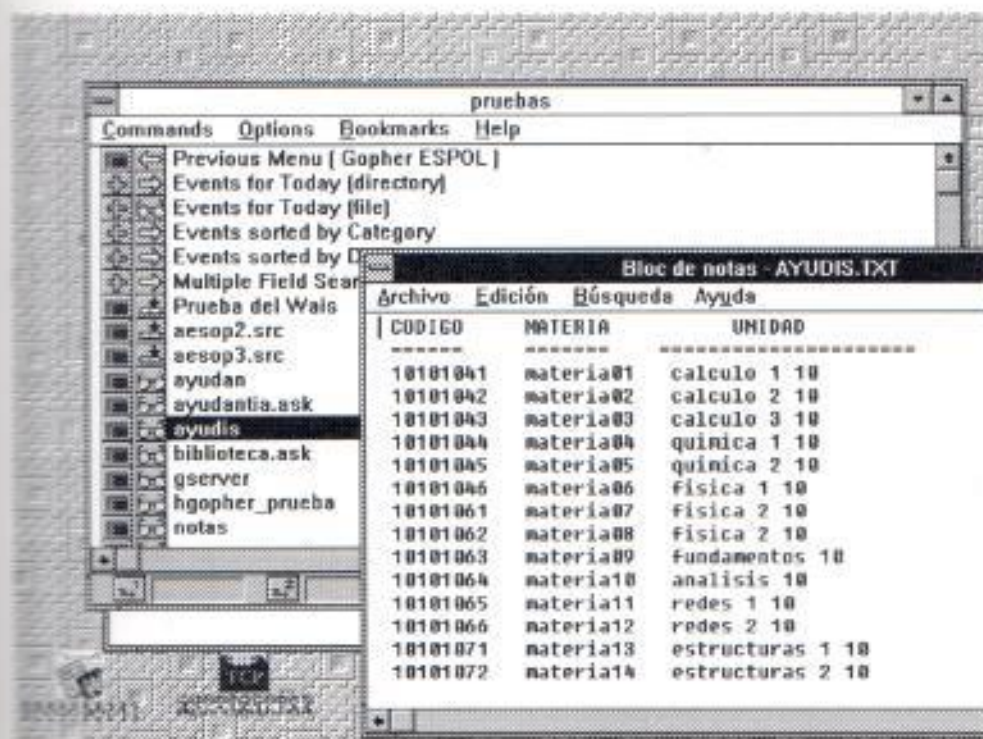 pruebas
Commands Options Bookmarks Help
Previous Menu [ Gopher ESPOL ]
Events for Today [directory]
Events for Today [file]
Events sorted by Category
Events sorted by D
Multiple Field Sear
Prueba del Wais
aesop2.src
aesop3.src
ayudan
ayudantia.ask
ayudis
biblioteca.ask
gserver
hgopher_prueba
notas
Bloc de notas - AYUDIS.TXT
Archivo Edición Búsqueda Ayuda
CODIGO MATERIA UNIDAD
------ ------- ---------------------
10101041 materia01 calculo 1 10
10101042 materia02 calculo 2 10
10101043 materia03 calculo 3 10
10101044 materia04 quimica 1 10
10101045 materia05 quimica 2 10
10101046 materia06 fisica 1 10
10101061 materia07 fisica 2 10
10101062 materia08 fisica 2 10
10101063 materia09 fundamentos 10
10101064 materia10 analisis 10
10101065 materia11 redes 1 10
10101066 materia12 redes 2 10
10101071 materia13 estructuras 1 10
10101072 materia14 estructuras 2 10
TCP